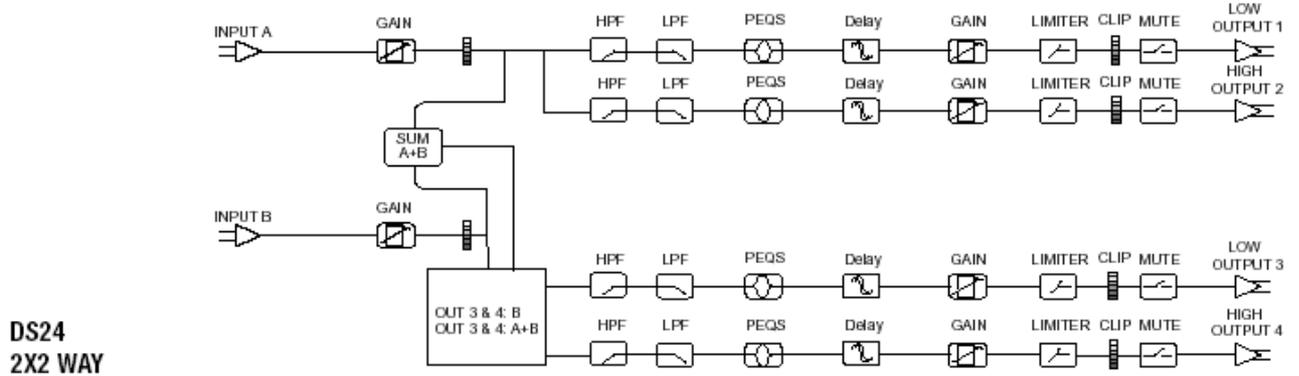 INPUT A
GAIN
HPF LPF PEQS Delay GAIN LIMITER CLIP MUTE
LOW
OUTPUT 1
HPF LPF PEQS Delay GAIN LIMITER CLIP MUTE
HIGH
OUTPUT 2
SUM
A+B
INPUT B
GAIN
HPF LPF PEQS Delay GAIN LIMITER CLIP MUTE
LOW
OUTPUT 3
OUT 3 & 4: B
OUT 3 & 4: A+B
HPF LPF PEQS Delay GAIN LIMITER CLIP MUTE
HIGH
OUTPUT 4
DS24
2X2 WAY